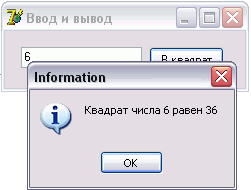 Ввод и вывод
6
В квадрат
Information
Квадрат числа 6 равен 36
OK